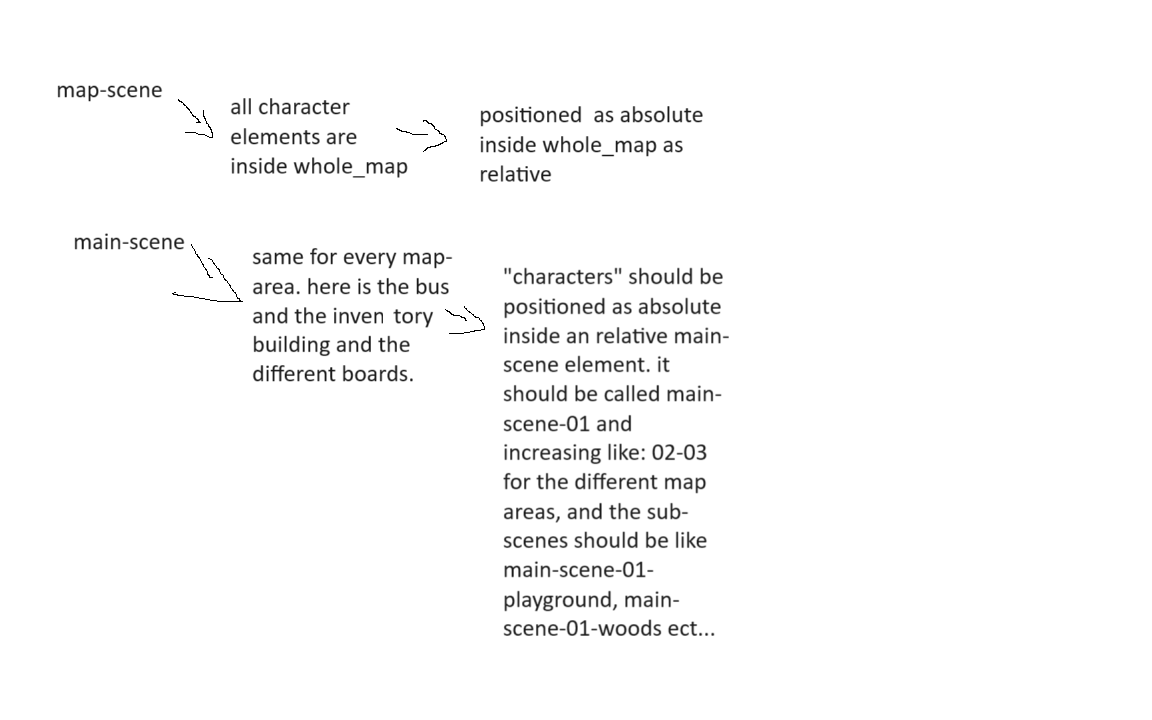 map-scene
all character
elements are
inside whole_map
positioned  as absolute
inside whole_map as
relative
main-scene
same for every map-
area. here is the bus
and the inven tory
building and the
different boards.
"characters" should be
positioned as absolute
inside an relative main-
scene element. it
should be called main-
scene-01 and
increasing like: 02-03
for the different map
areas, and the sub-
scenes should be like
main-scene-01-
playground, main-
scene-01-woods ect...